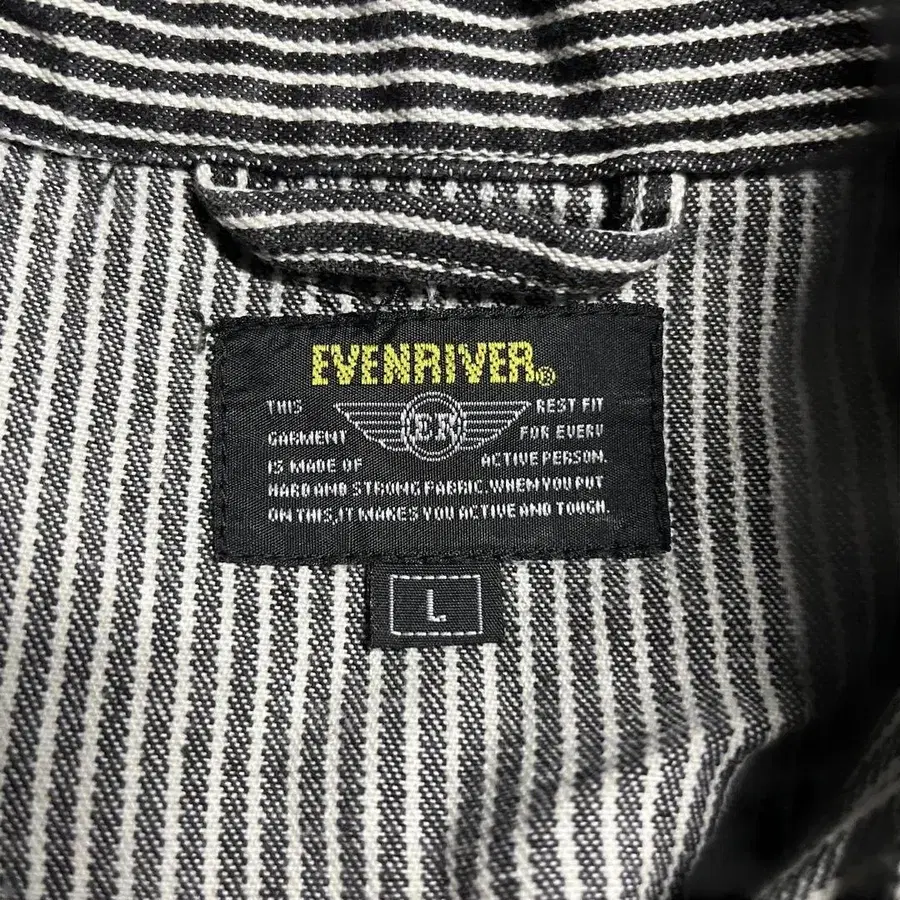 EVENRIVER®
THIS ER REST FIT
GARMENT FOR EVERY
IS MADE OF ACTIVE PERSON.
HARD AND STRONG FABRIC. WHEN YOU PUT
ON THIS, IT MAKES YOU ACTIVE AND TOUGH.
L